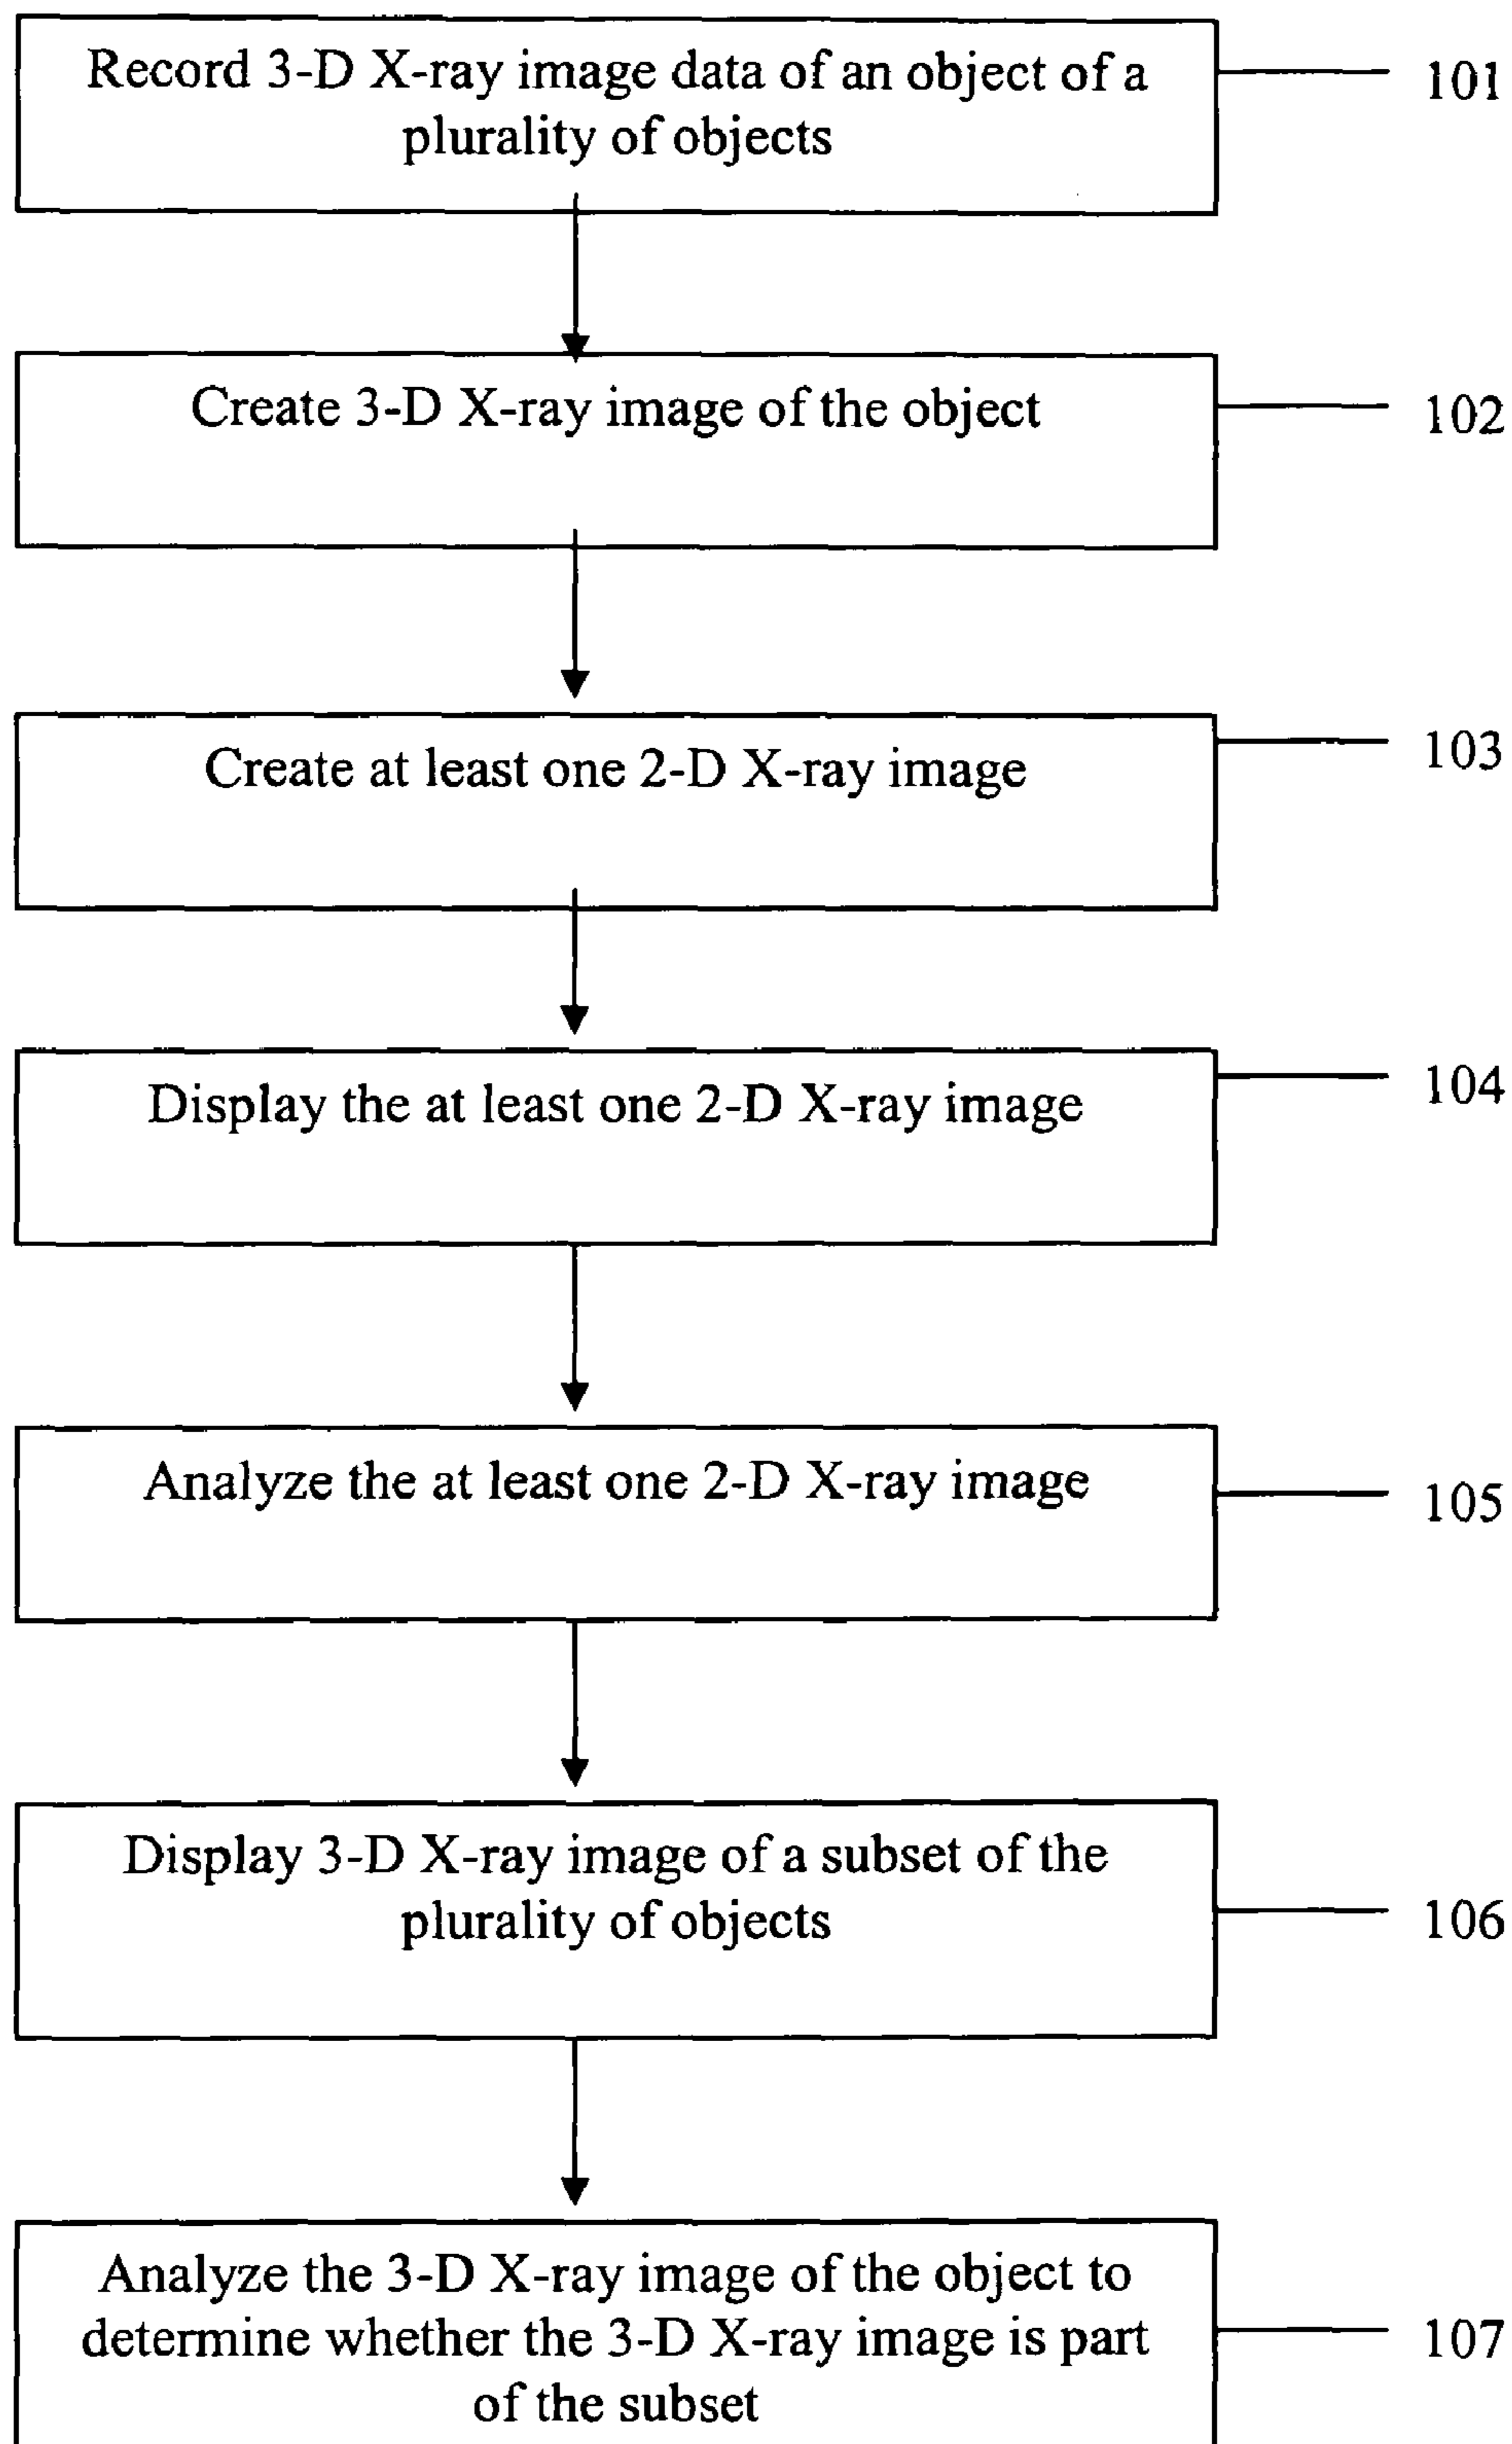 Record 3-D X-ray image data of an object of a
plurality of objects
101
Create 3-D X-ray image of the object
102
Create at least one 2-D X-ray image
103
Display the at least one 2-D X-ray image
104
Analyze the at least one 2-D X-ray image
105
Display 3-D X-ray image of a subset of the
plurality of objects
106
Analyze the 3-D X-ray image of the object to
determine whether the 3-D X-ray image is part
of the subset
107